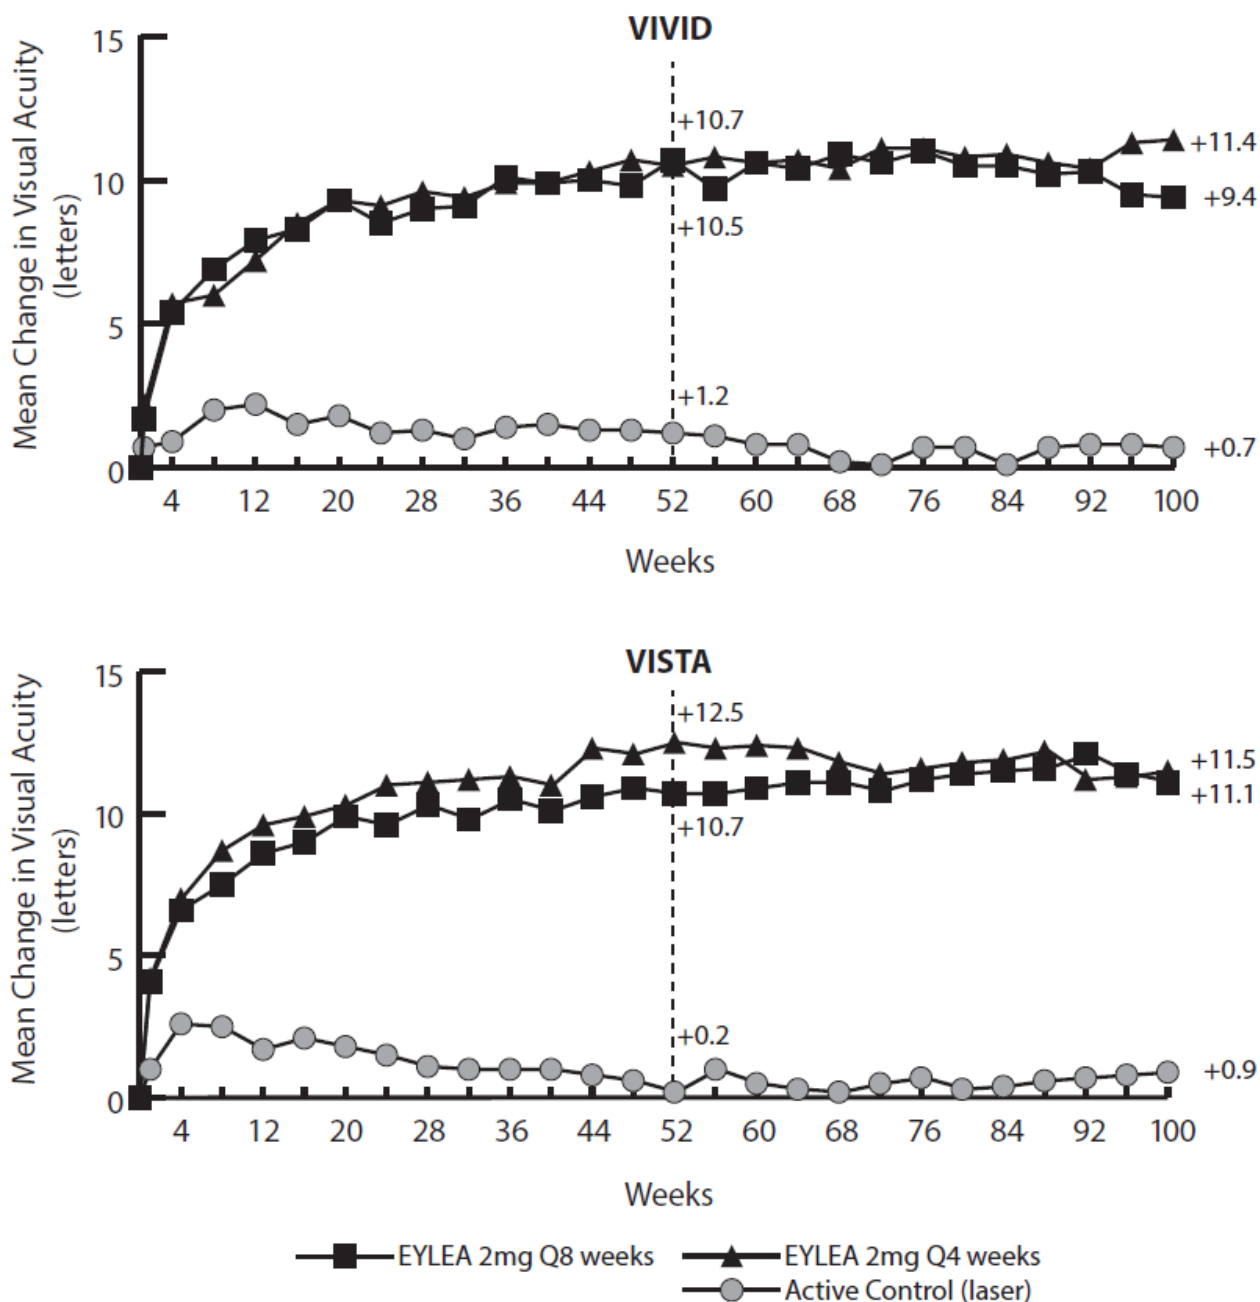 VIVID
Mean Change in Visual Acuity
(letters)
15
10
5
0
+10.7
+10.5
+1.2
+11.4
+9.4
+0.7
4 12 20 28 36 44 52 60 68 76 84 92 100
Weeks
VISTA
Mean Change in Visual Acuity
(letters)
15
10
5
0
+12.5
+10.7
+0.2
+11.5
+11.1
+0.9
4 12 20 28 36 44 52 60 68 76 84 92 100
Weeks
EYLEA 2mg Q8 weeks EYLEA 2mg Q4 weeks
Active Control (laser)